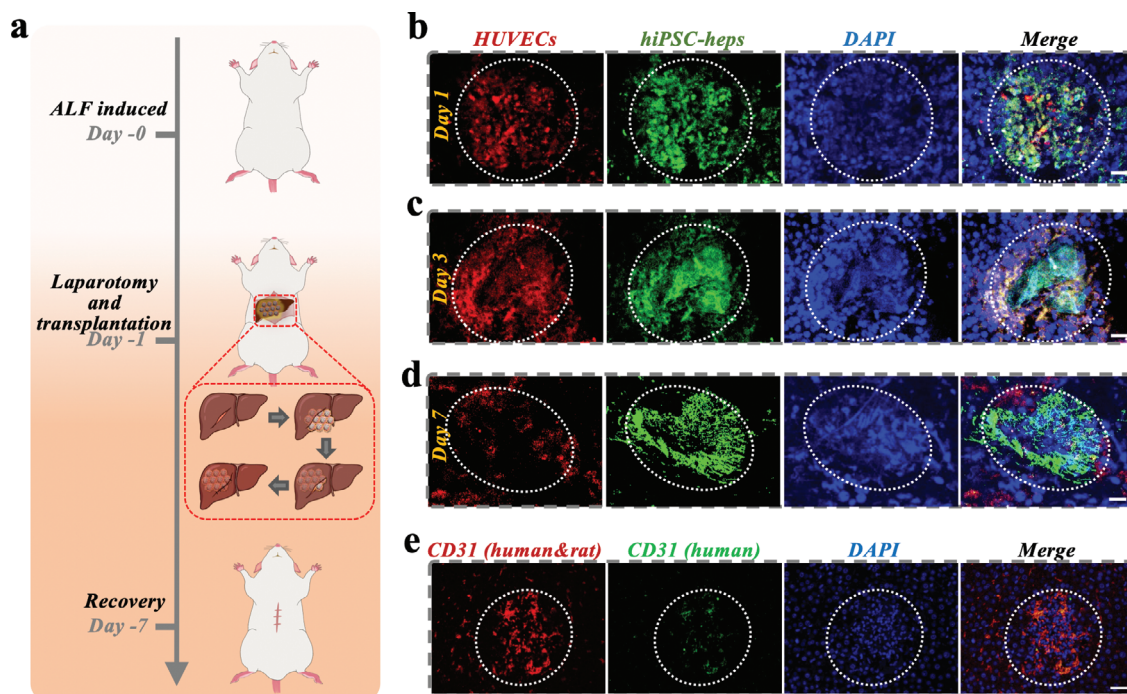 a
ALF induced
Day -0
Laparotomy
and
transplantation
Day -1
Recovery
Day -7
b
HUVECs hiPSC-heps DAPI Merge
Day 1
c
Day 3
d
Day 7
e
CD31 (human&rat) CD31 (human) DAPI Merge